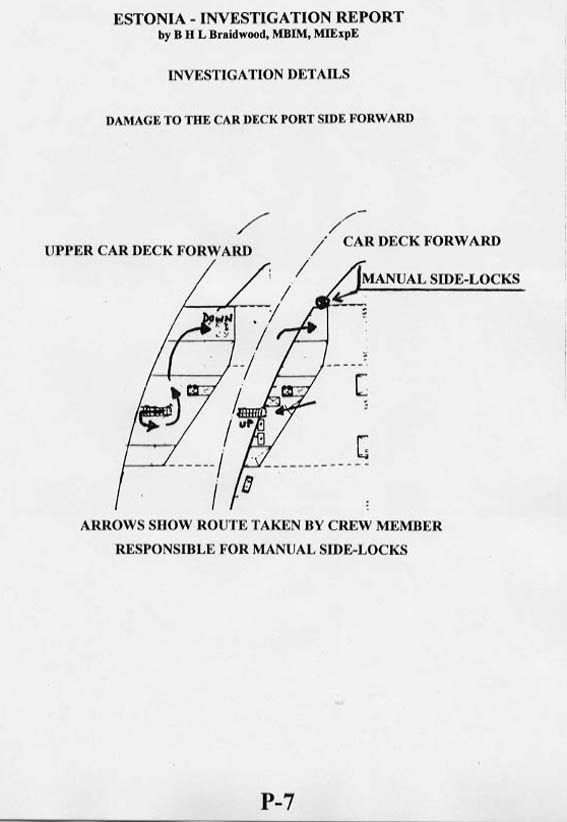 ESTONIA - INVESTIGATION REPORT
by B H L Braidwood, MBIM, MIExpE
INVESTIGATION DETAILS
DAMAGE TO THE CAR DECK PORT SIDE FORWARD
UPPER CAR DECK FORWARD
CAR DECK FORWARD
MANUAL SIDE-LOCKS
DOWN
UP
ARROWS SHOW ROUTE TAKEN BY CREW MEMBER
RESPONSIBLE FOR MANUAL SIDE-LOCKS
P-7